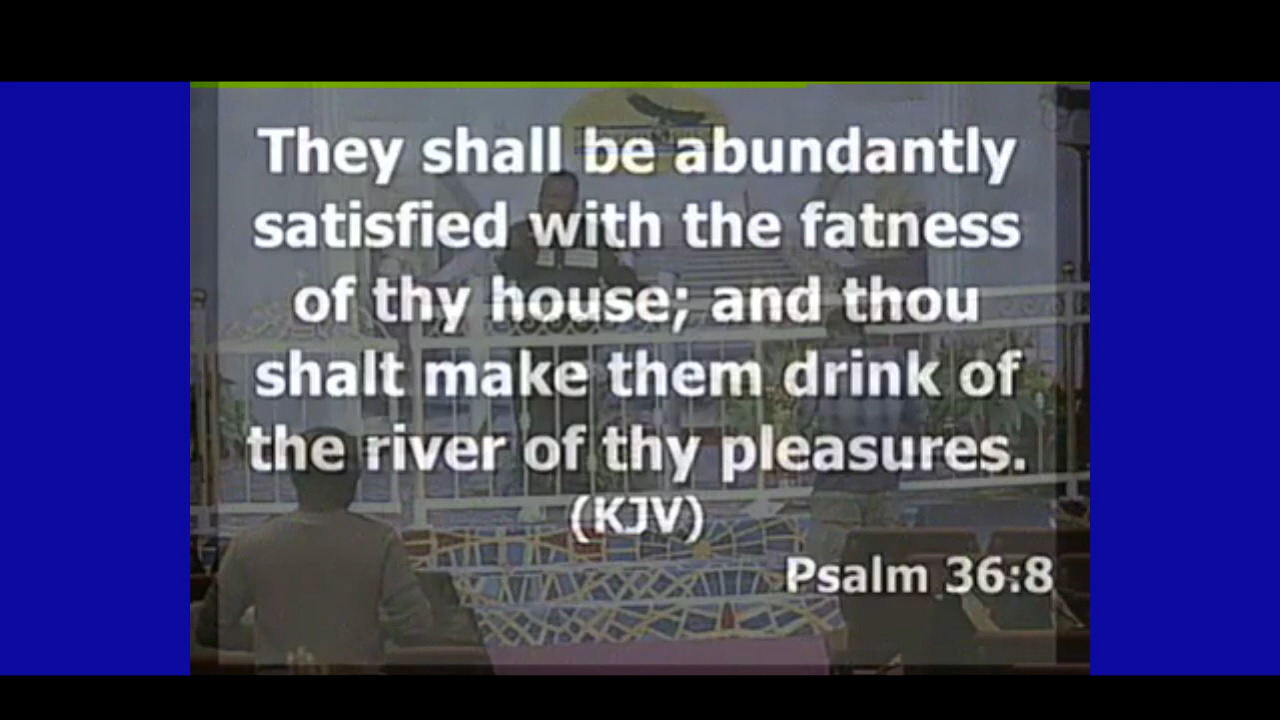 They shall be abundantly
satisfied with the fatness
of thy house; and thou
shalt make them drink of
the river of thy pleasures.
(KJV)
Psalm 36:8